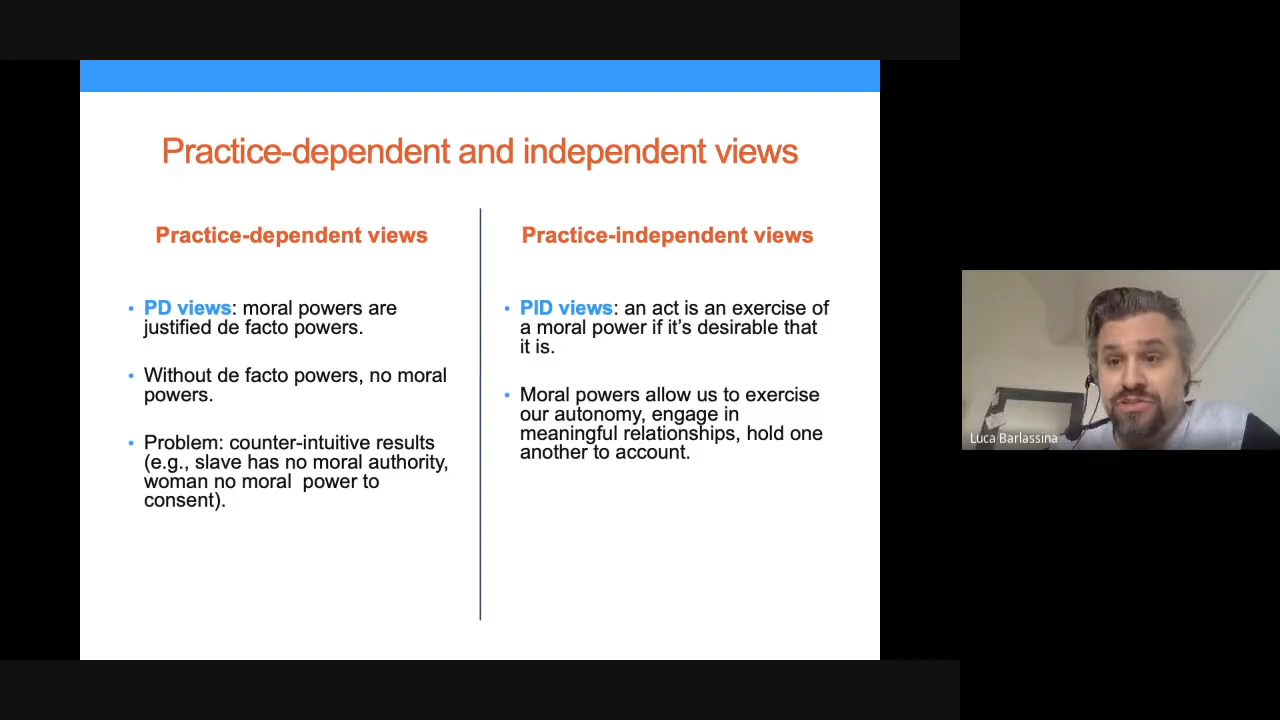 Practice-dependent and independent views
Practice-dependent views
• PD views: moral powers are
justified de facto powers.
• Without de facto powers, no moral
powers.
• Problem: counter-intuitive results
(e.g., slave has no moral authority,
woman no moral power to
consent).
Practice-independent views
• PID views: an act is an exercise of
a moral power if it's desirable that
it is.
• Moral powers allow us to exercise
our autonomy, engage in
meaningful relationships, hold one
another to account.
Luca Barlassina